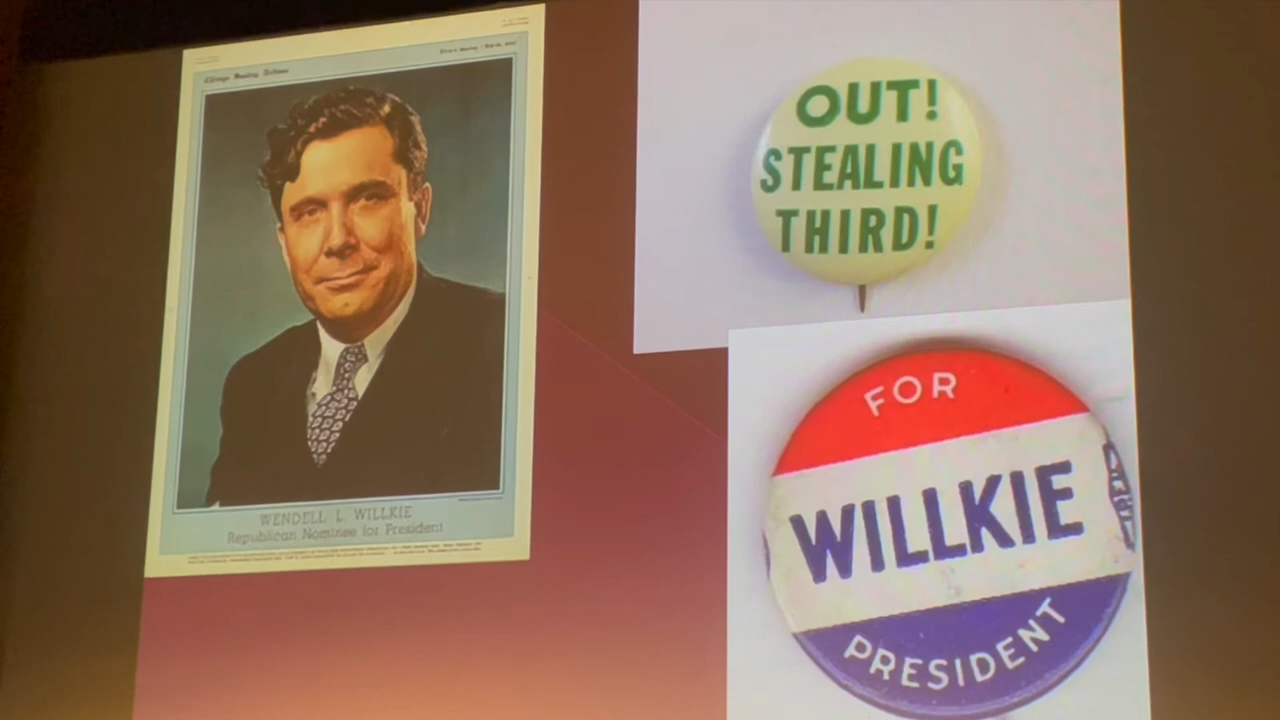 Chicago Sunday Tribune
WENDELL L. WILLKIE
Republican Nominee for President
OUT!
STEALING
THIRD!
FOR
WILLKIE
PRESIDENT